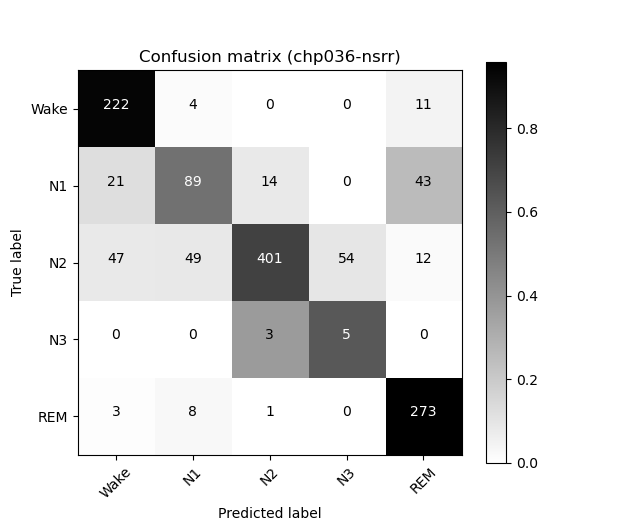 Confusion matrix (chp036-nsrr)
True label
Wake 222 4 0 0 11
N1 21 89 14 0 43
N2 47 49 401 54 12
N3 0 0 3 5 0
REM 3 8 1 0 273
Wake N1 N2 N3 REM
Predicted label
0.8
0.6
0.4
0.2
0.0